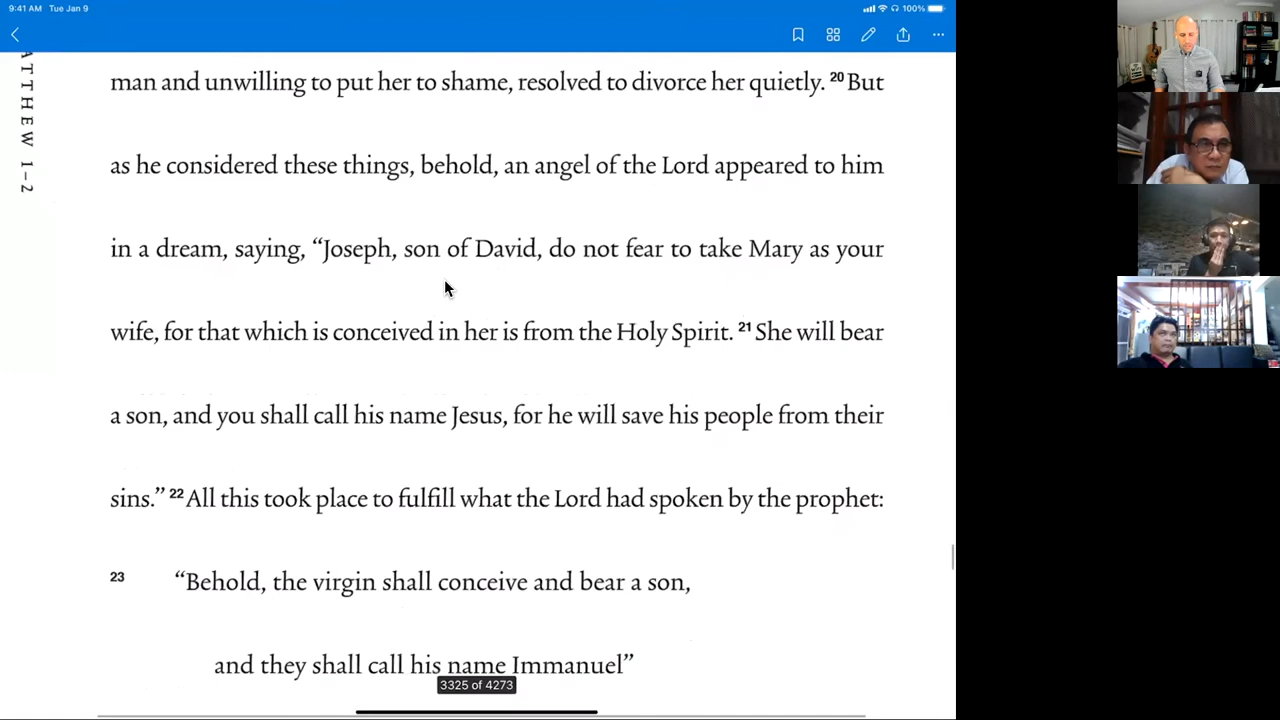 9:41 AM Tue Jan 9
100%
MATTHEW 1–2
man and unwilling to put her to shame, resolved to divorce her quietly. 20 But
as he considered these things, behold, an angel of the Lord appeared to him
in a dream, saying, “Joseph, son of David, do not fear to take Mary as your
wife, for that which is conceived in her is from the Holy Spirit. 21 She will bear
a son, and you shall call his name Jesus, for he will save his people from their
sins.” 22 All this took place to fulfill what the Lord had spoken by the prophet:
23 “Behold, the virgin shall conceive and bear a son,
and they shall call his name Immanuel”
3325 of 4273